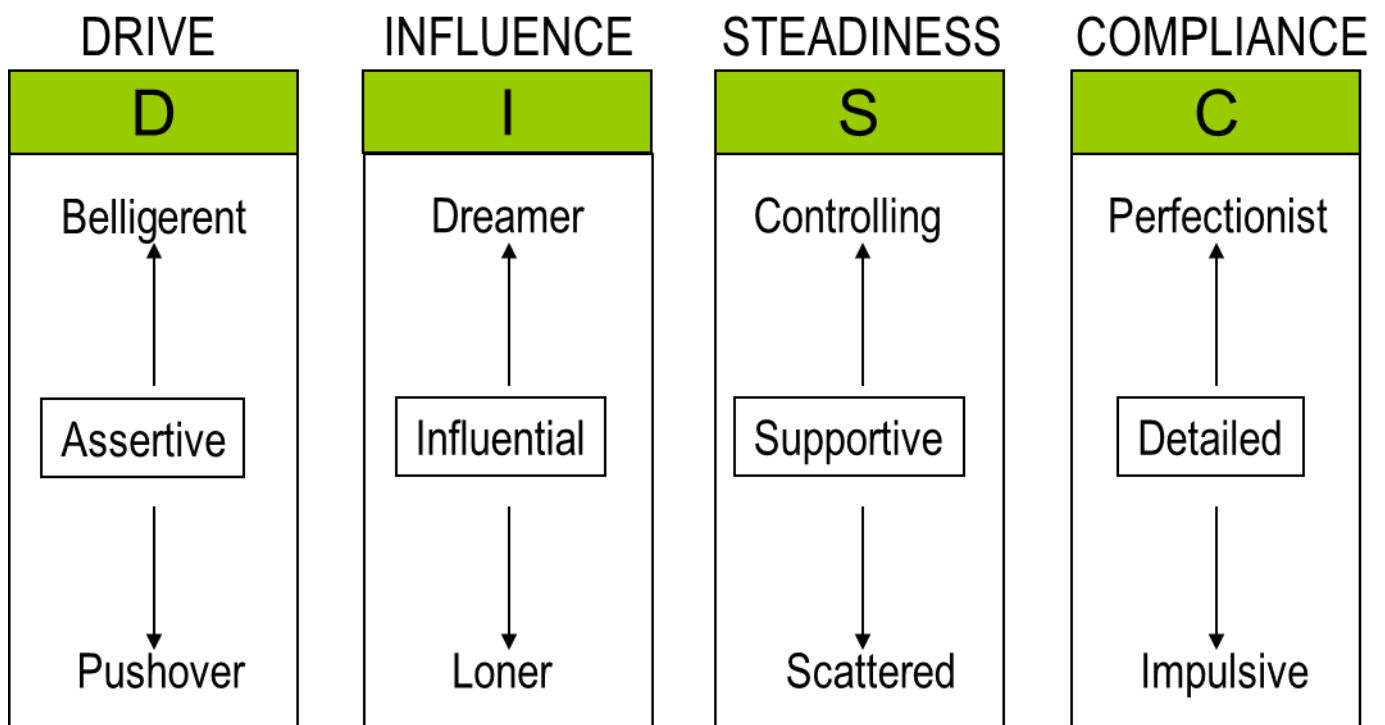 DRIVE INFLUENCE STEADINESS COMPLIANCE
D I S C
Belligerent Dreamer Controlling Perfectionist
Assertive Influential Supportive Detailed
Pushover Loner Scattered Impulsive